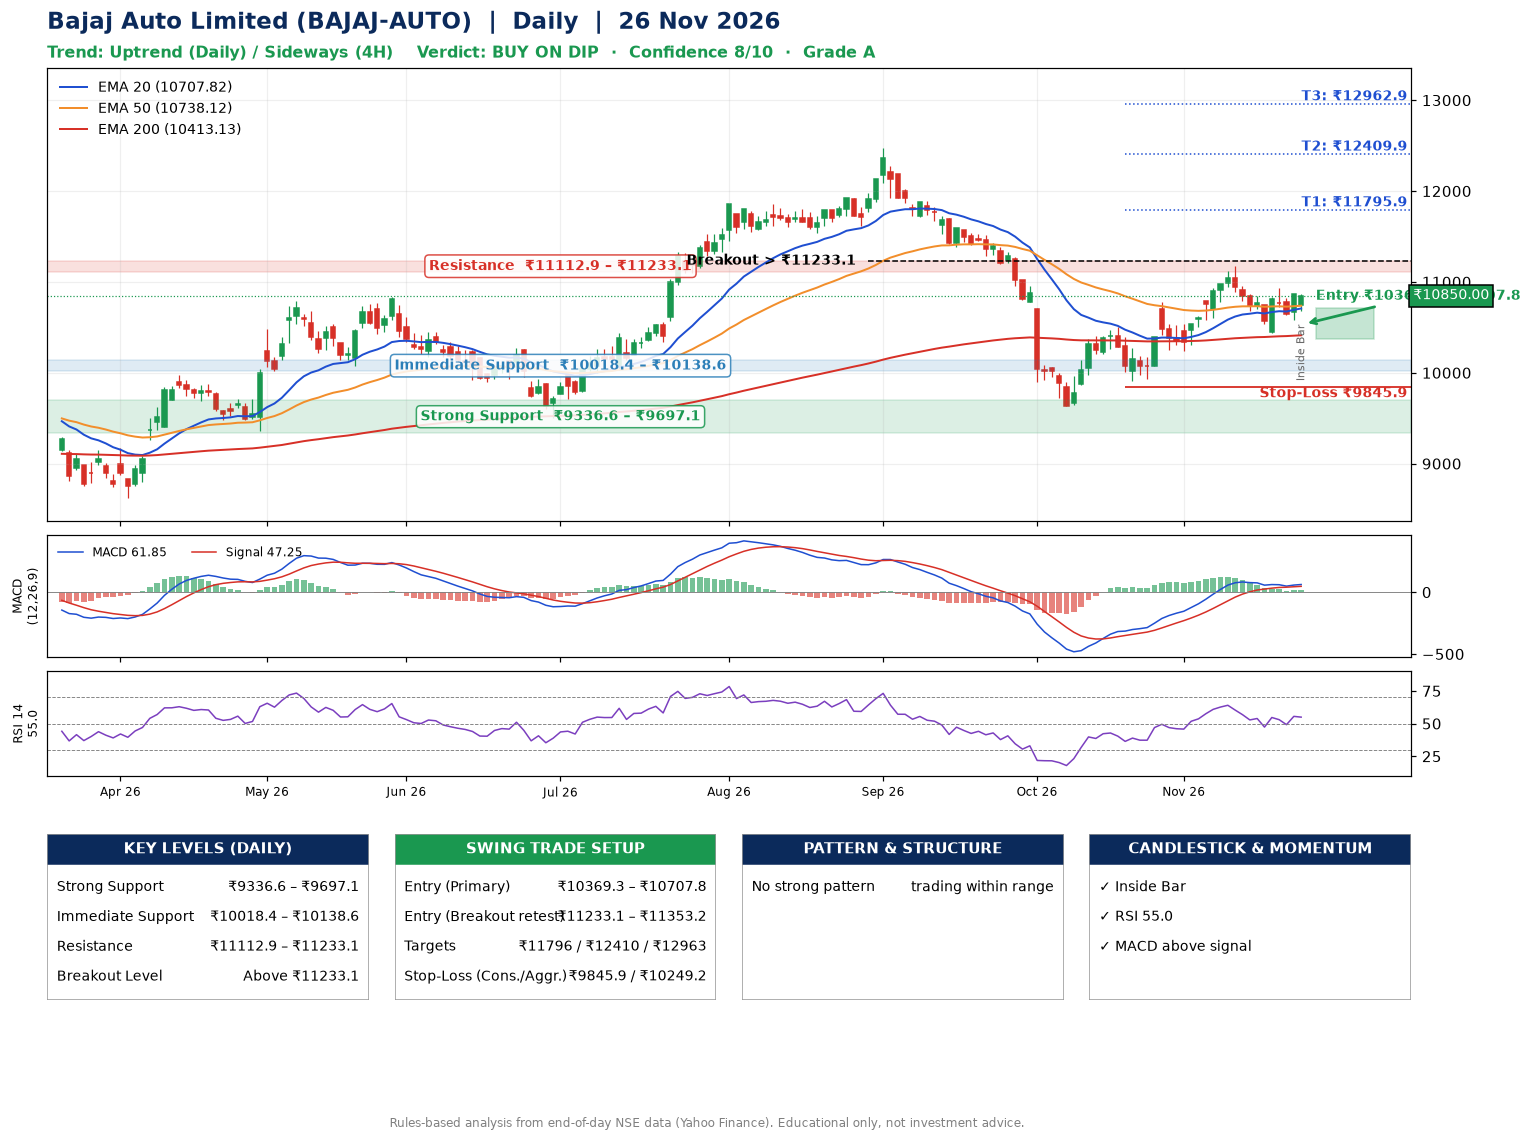 Bajaj Auto Limited (BAJAJ-AUTO) | Daily | 26 Nov 2026
Trend: Uptrend (Daily) / Sideways (4H) Verdict: BUY ON DIP · Confidence 8/10 · Grade A
EMA 20 (10707.82)
EMA 50 (10738.12)
EMA 200 (10413.13)
T3: ₹12962.9
T2: ₹12409.9
T1: ₹11795.9
Resistance ₹11112.9 – ₹11233.1
Breakout > ₹11233.1
Entry ₹1036
₹10850.00
7.8
Immediate Support ₹10018.4 – ₹10138.6
Inside Bar
Stop-Loss ₹9845.9
Strong Support ₹9336.6 – ₹9697.1
13000
12000
11000
10000
9000
MACD 61.85
Signal 47.25
MACD
(12,26,9)
0
−500
RSI 14
55.0
75
50
25
Apr 26
May 26
Jun 26
Jul 26
Aug 26
Sep 26
Oct 26
Nov 26
KEY LEVELS (DAILY)
Strong Support ₹9336.6 – ₹9697.1
Immediate Support ₹10018.4 – ₹10138.6
Resistance ₹11112.9 – ₹11233.1
Breakout Level Above ₹11233.1
SWING TRADE SETUP
Entry (Primary) ₹10369.3 – ₹10707.8
Entry (Breakout retest) ₹11233.1 – ₹11353.2
Targets ₹11796 / ₹12410 / ₹12963
Stop-Loss (Cons./Aggr.) ₹9845.9 / ₹10249.2
PATTERN & STRUCTURE
No strong pattern trading within range
CANDLESTICK & MOMENTUM
✓ Inside Bar
✓ RSI 55.0
✓ MACD above signal
Rules-based analysis from end-of-day NSE data (Yahoo Finance). Educational only, not investment advice.